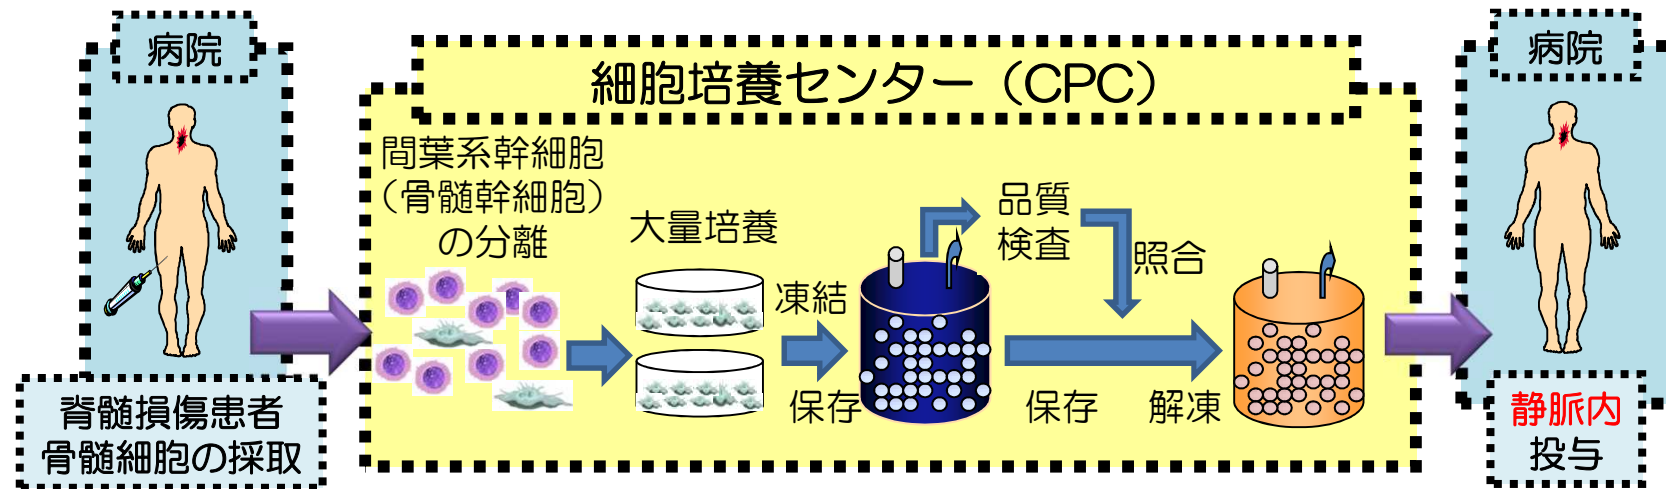 病院
脊髄損傷患者
骨髄細胞の採取
細胞培養センター（CPC）
間葉系幹細胞
（骨髄幹細胞）
の分離
大量培養
凍結
保存
品質
検査
照合
保存
解凍
病院
静脈内
投与